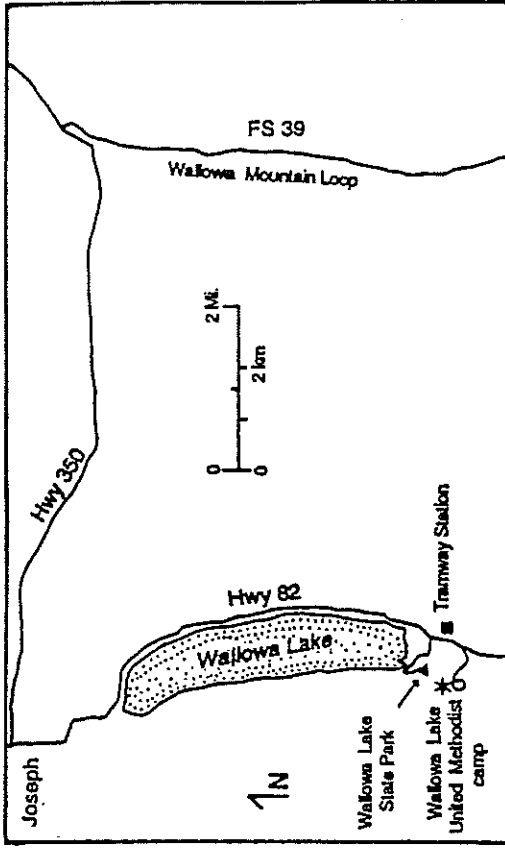 Joseph
Hwy 350
FS 39
Wallowa Mountain Loop
2 Mi.
0
2 km
0
Hwy 82
Wallowa Lake
N
Tramway Station
Wallowa Lake
State Park
Wallowa Lake
United Methodist
camp